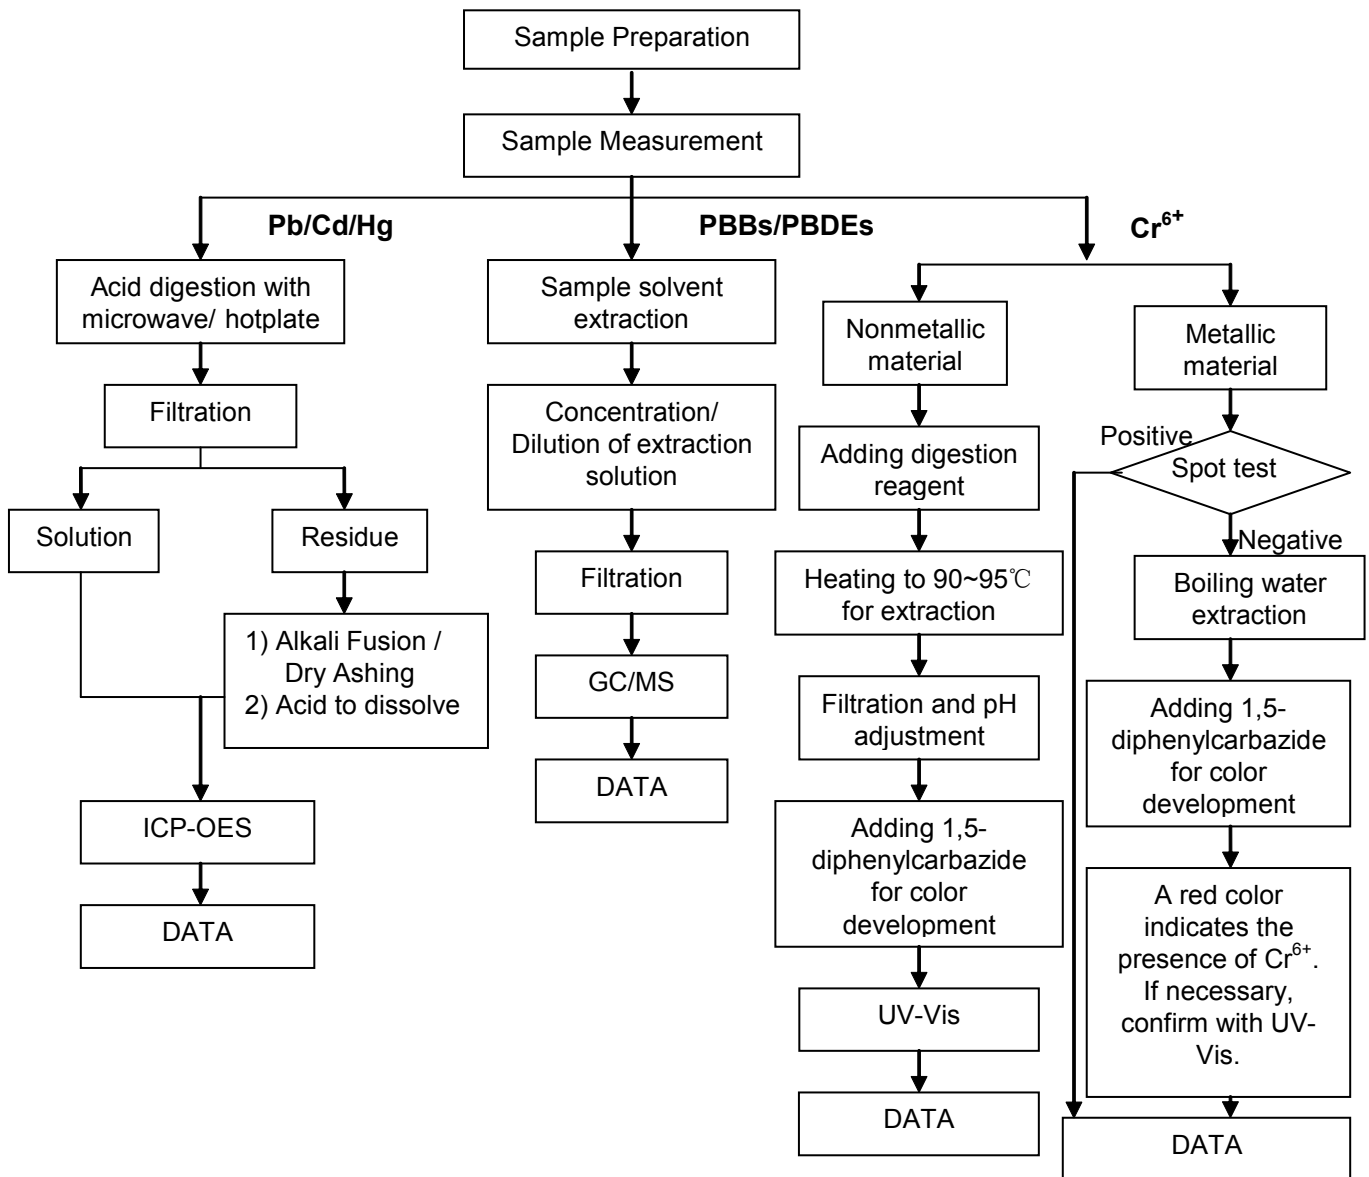 Sample Preparation
Sample Measurement
Pb/Cd/Hg
PBBs/PBDEs
Cr⁶⁺
Acid digestion with
microwave/ hotplate
Filtration
Solution
Residue
1) Alkali Fusion /
Dry Ashing
2) Acid to dissolve
ICP-OES
DATA
Sample solvent
extraction
Concentration/
Dilution of extraction
solution
Filtration
GC/MS
DATA
Nonmetallic
material
Adding digestion
reagent
Heating to 90~95℃
for extraction
Filtration and pH
adjustment
Adding 1,5-
diphenylcarbazide
for color
development
UV-Vis
DATA
Metallic
material
Positive
Spot test
Negative
Boiling water
extraction
Adding 1,5-
diphenylcarbazide
for color
development
A red color
indicates the
presence of Cr⁶⁺.
If necessary,
confirm with UV-
Vis.
DATA